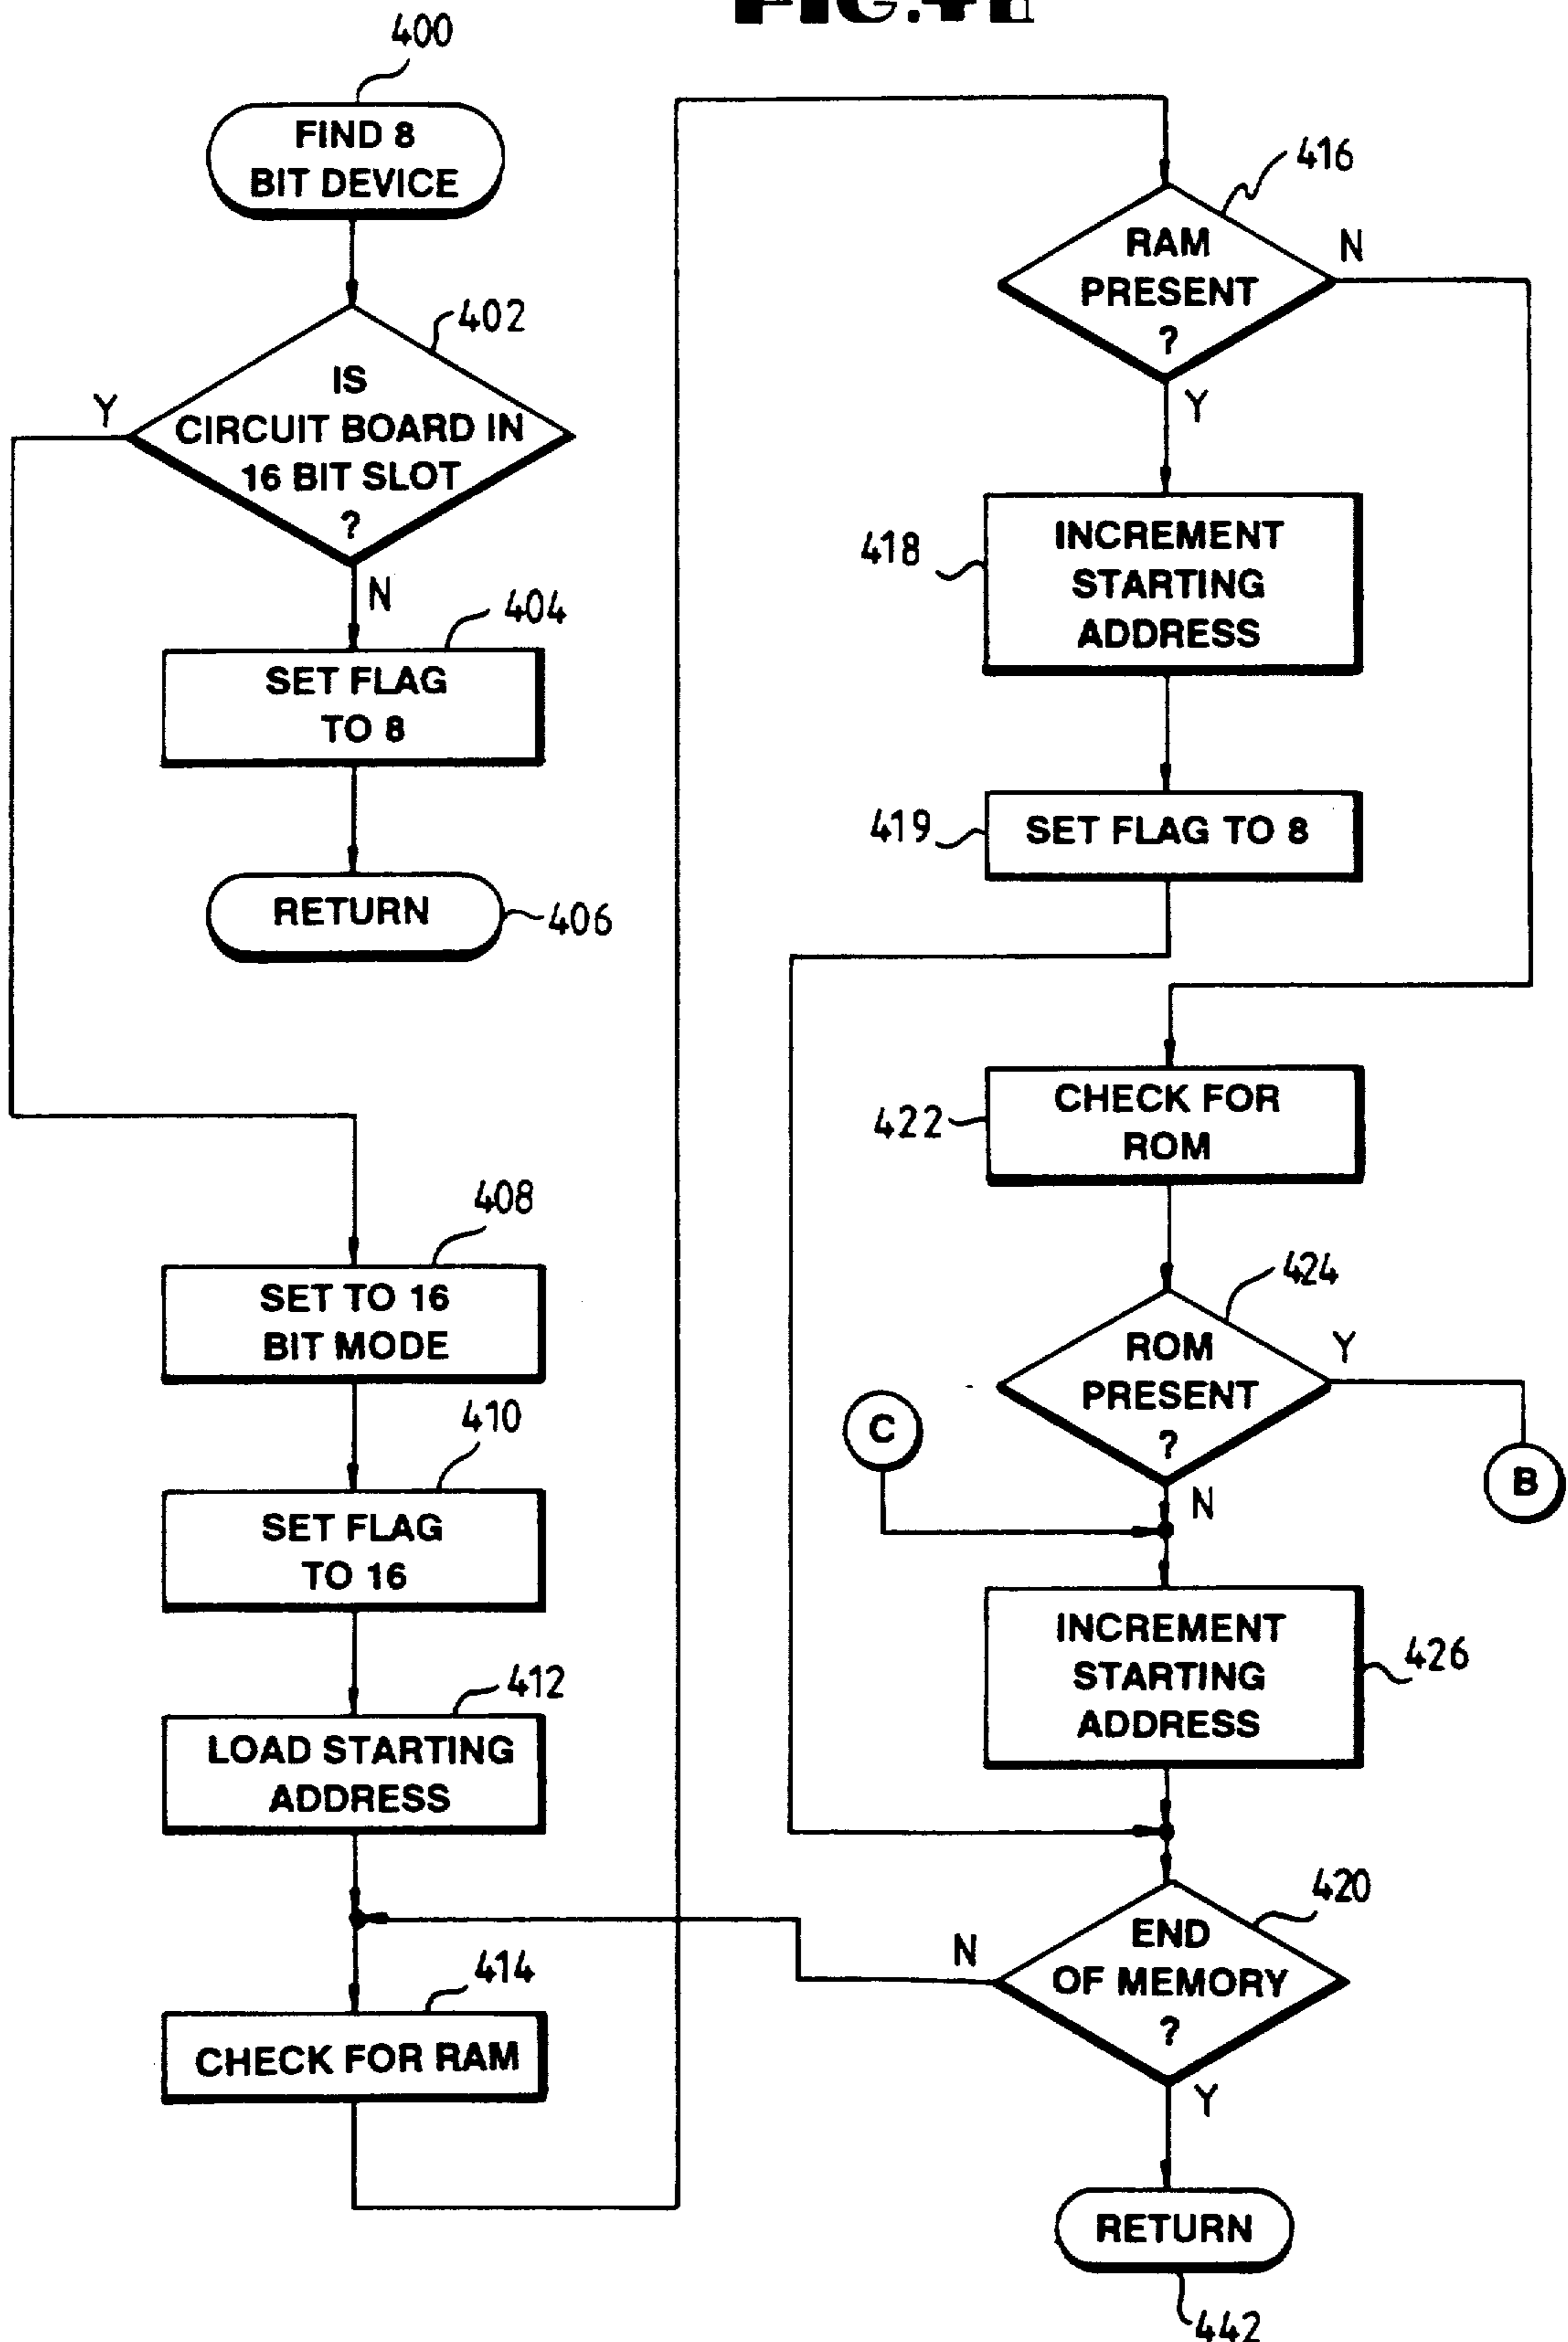 400
FIND 8
BIT DEVICE
402
IS
CIRCUIT BOARD IN
16 BIT SLOT
?
Y
N
404
SET FLAG
TO 8
RETURN
406
408
SET TO 16
BIT MODE
410
SET FLAG
TO 16
412
LOAD STARTING
ADDRESS
414
CHECK FOR RAM
416
RAM
PRESENT
?
N
Y
418
INCREMENT
STARTING
ADDRESS
419
SET FLAG TO 8
422
CHECK FOR
ROM
424
ROM
PRESENT
?
Y
B
C
N
INCREMENT
STARTING
ADDRESS
426
420
END
OF MEMORY
?
N
Y
RETURN
442